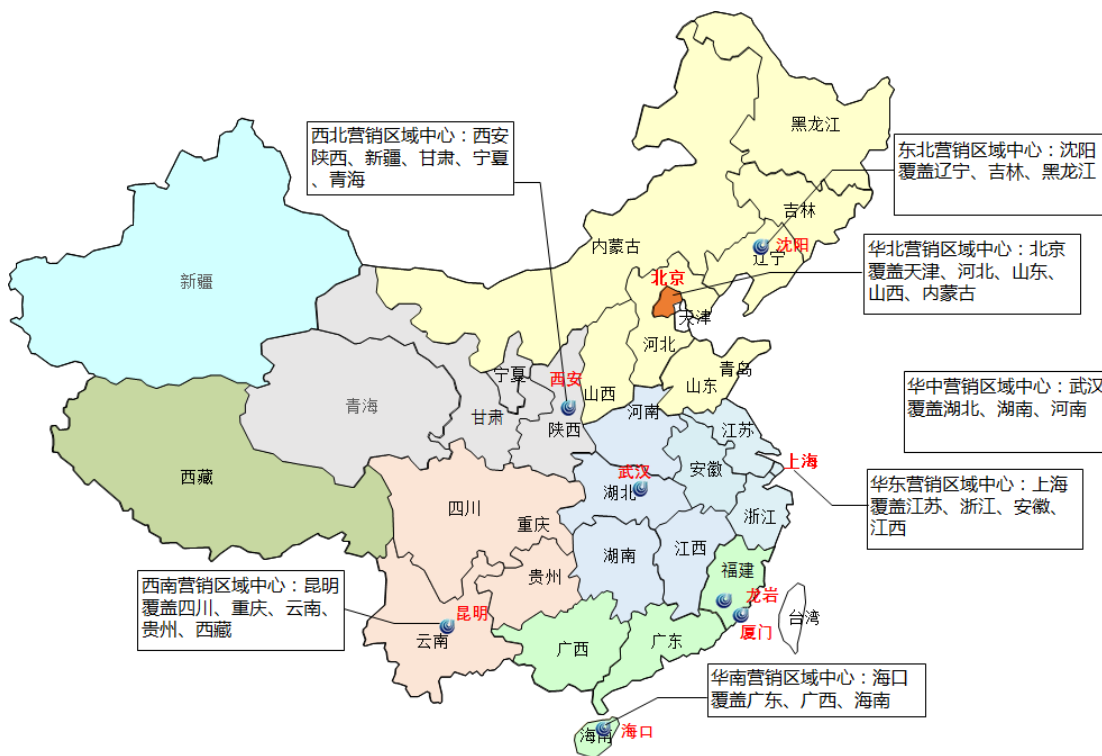 黑龙江
西北营销区域中心：西安
陕西、新疆、甘肃、宁夏
、青海
东北营销区域中心：沈阳
覆盖辽宁、吉林、黑龙江
吉林
内蒙古
沈阳
辽宁
华北营销区域中心：北京
覆盖天津、河北、山东、
山西、内蒙古
新疆
北京
天津
河北
青岛
宁夏
西安
山西
山东
华中营销区域中心：武汉
覆盖湖北、湖南、河南
青海
甘肃
陕西
河南
江苏
上海
西藏
四川
武汉
湖北
安徽
华东营销区域中心：上海
覆盖江苏、浙江、安徽、
江西
重庆
浙江
湖南
江西
福建
贵州
西南营销区域中心：昆明
覆盖四川、重庆、云南、
贵州、西藏
昆明
云南
龙岩
厦门
台湾
广西
广东
华南营销区域中心：海口
覆盖广东、广西、海南
海南
海口